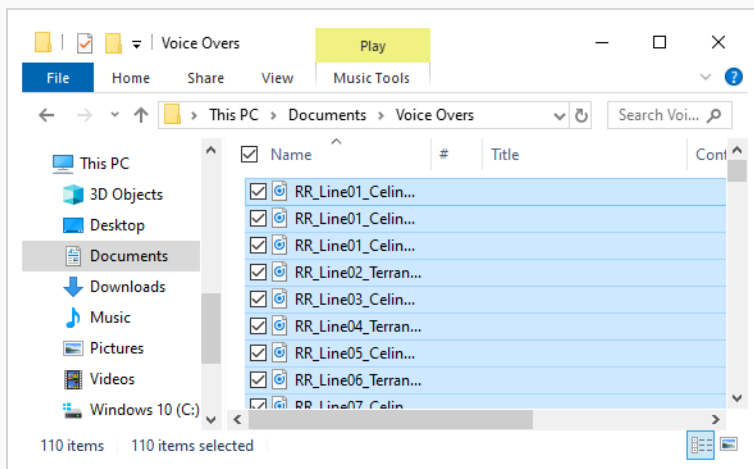 Voice Overs
Play
File Home Share View Music Tools
This PC > Documents > Voice Overs
Search Voi...
Name # Title Cont
This PC
3D Objects
Desktop
Documents
Downloads
Music
Pictures
Videos
Windows 10 (C:)
RR_Line01_Celin...
RR_Line01_Celin...
RR_Line01_Celin...
RR_Line02_Terran...
RR_Line03_Celin...
RR_Line04_Terran...
RR_Line05_Celin...
RR_Line06_Terran...
RR_Line07_Celin
110 items 110 items selected